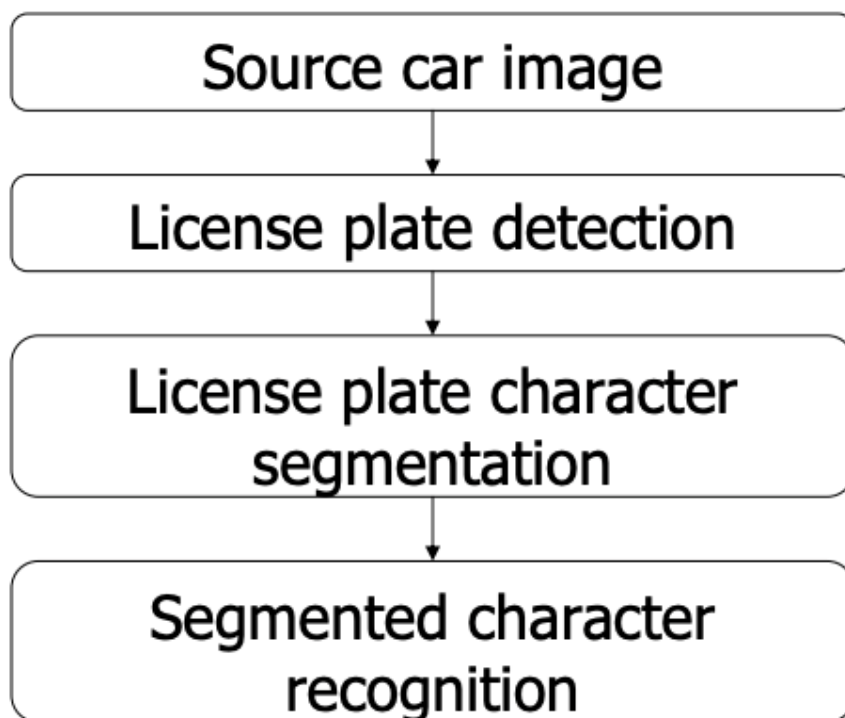 Source car image
License plate detection
License plate character
segmentation
Segmented character
recognition